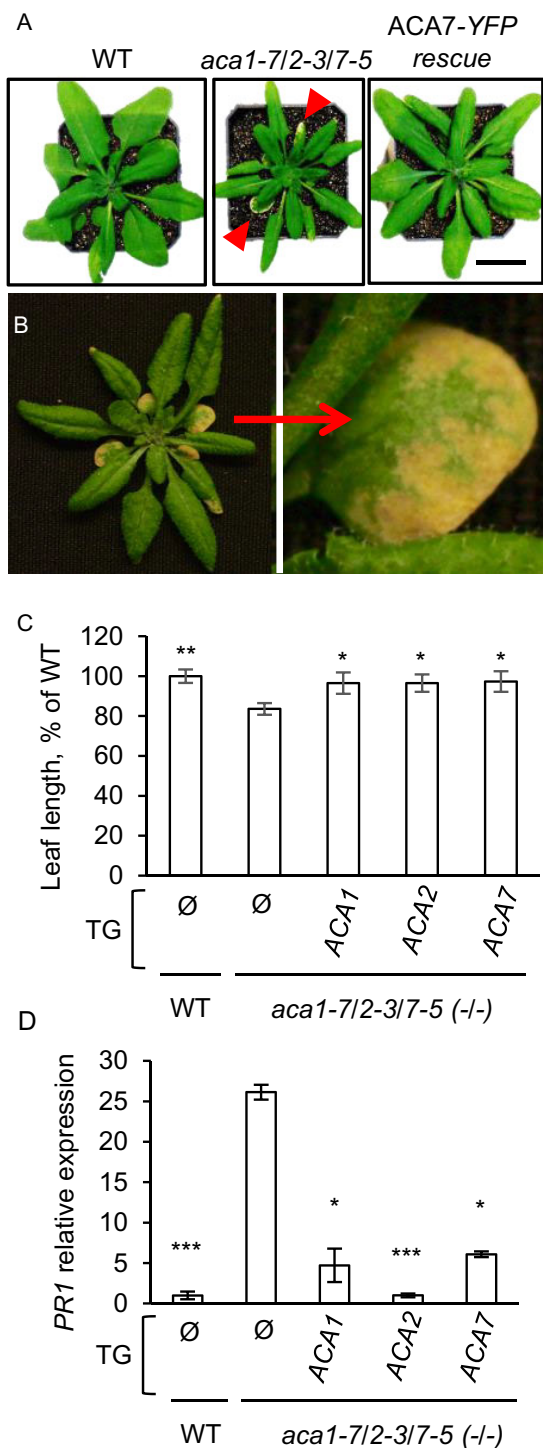 A
WT
aca1-7/2-3/7-5
ACA7-YFP
rescue
B
C
Leaf length, % of WT
120
100
80
60
40
20
0
**
*
*
*
TG
Ø
Ø
ACA1
ACA2
ACA7
WT
aca1-7/2-3/7-5 (-/-)
D
PR1 relative expression
30
25
20
15
10
5
0
***
*
***
*
TG
Ø
Ø
ACA1
ACA2
ACA7
WT
aca1-7/2-3/7-5 (-/-)